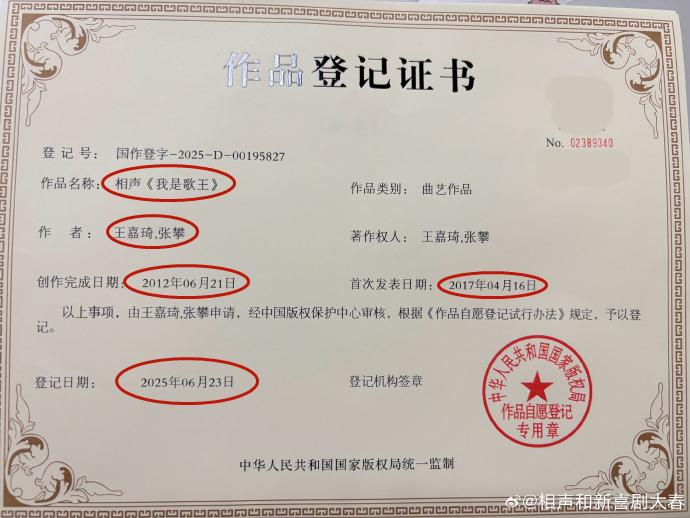 作品登记证书
No. 02389340
登 记 号： 国作登字-2025-D-00195827
作品名称： 相声《我是歌王》
作品类别： 曲艺作品
作 者： 王嘉琦,张攀
著作权人： 王嘉琦,张攀
创作完成日期： 2012年06月21日
首次发表日期： 2017年04月16日
以上事项，由王嘉琦,张攀申请，经中国版权保护中心审核，根据《作品自愿登记试行办法》规定，予以登
记。
登记日期： 2025年06月23日
登记机构签章
中华人民共和国国家版权局
作品自愿登记
专用章
中华人民共和国国家版权局统一监制
@相声和新喜剧大春